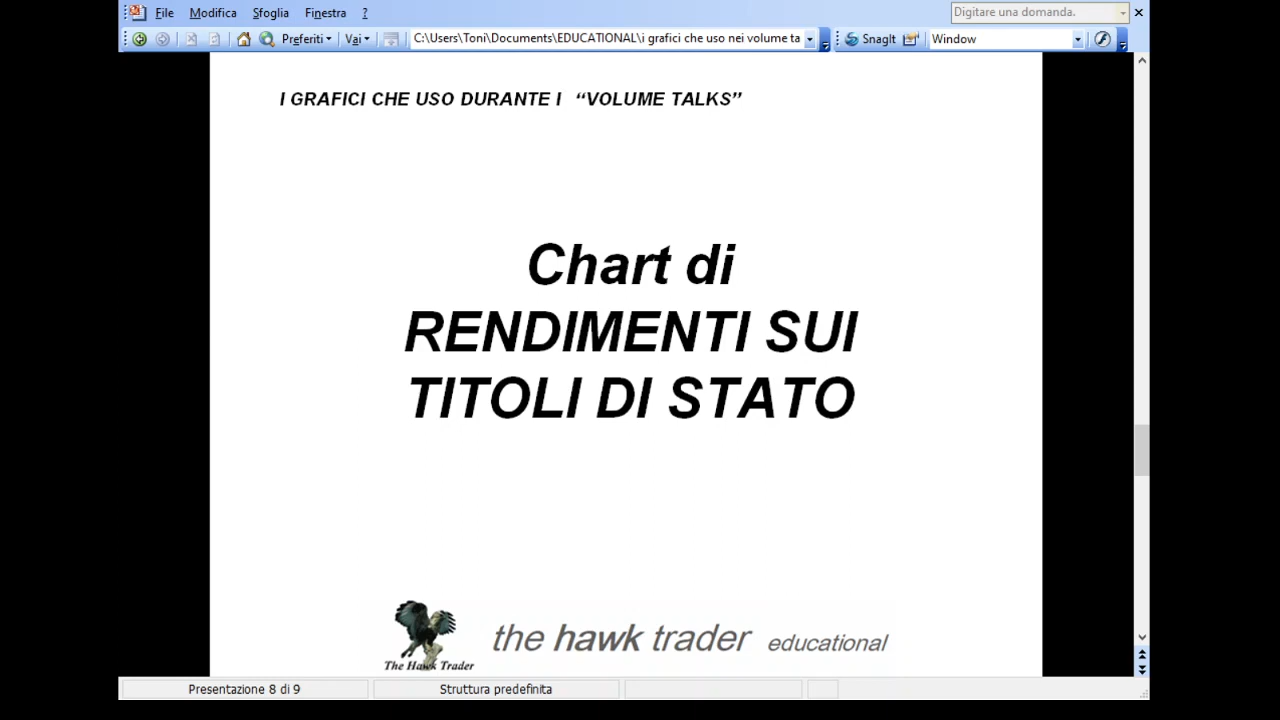 File Modifica Sfoglia Finestra ? Digitare una domanda.
Preferiti Vai C:\Users\Toni\Documents\EDUCATIONAL\i grafici che uso nei volume ta SnagIt Window
I GRAFICI CHE USO DURANTE I “VOLUME TALKS”
Chart di
RENDIMENTI SUI
TITOLI DI STATO
the hawk trader educational
The Hawk Trader
Presentazione 8 di 9 Struttura predefinita